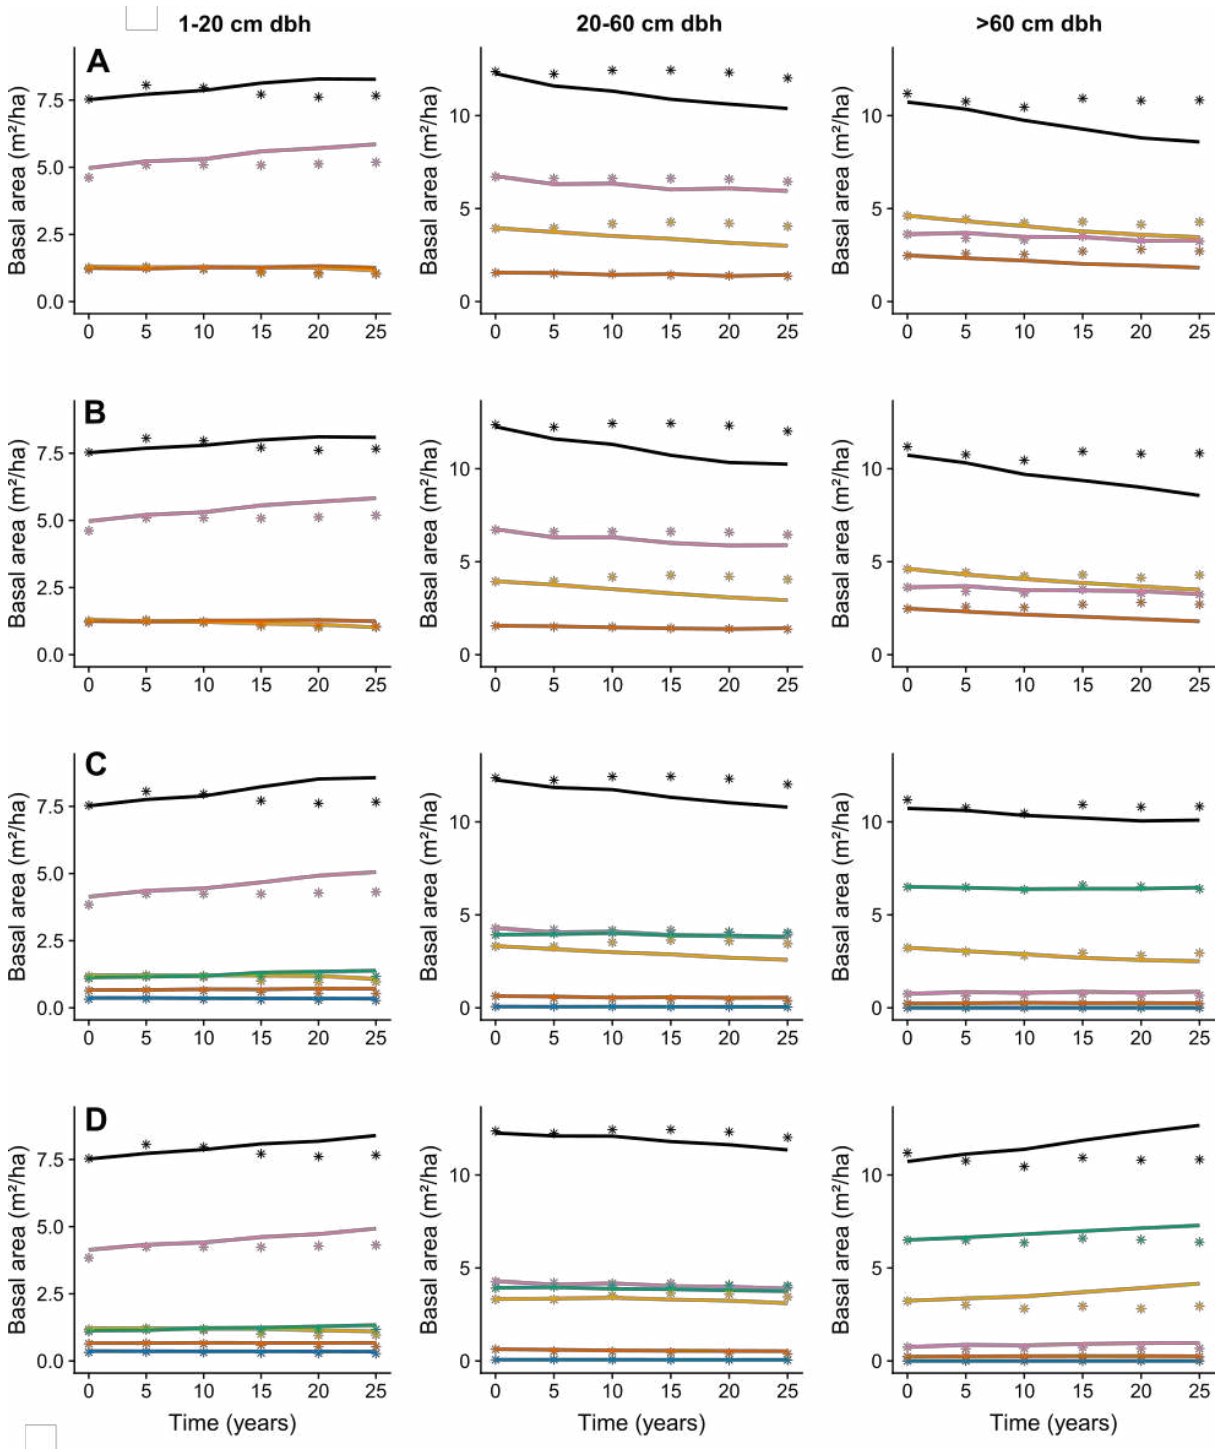 1-20 cm dbh 20-60 cm dbh >60 cm dbh
A
Basal area (m²/ha) Basal area (m²/ha) Basal area (m²/ha)
7.5 10 10
5.0 5 5
2.5 0 0
0.0
0 5 10 15 20 25 0 5 10 15 20 25 0 5 10 15 20 25
B
Basal area (m²/ha) Basal area (m²/ha) Basal area (m²/ha)
7.5 10 10
5.0 5 5
2.5 0 0
0.0
0 5 10 15 20 25 0 5 10 15 20 25 0 5 10 15 20 25
C
Basal area (m²/ha) Basal area (m²/ha) Basal area (m²/ha)
7.5 10 10
5.0 5 5
2.5 0 0
0.0
0 5 10 15 20 25 0 5 10 15 20 25 0 5 10 15 20 25
D
Basal area (m²/ha) Basal area (m²/ha) Basal area (m²/ha)
7.5 10 10
5.0 5 5
2.5 0 0
0.0
0 5 10 15 20 25 0 5 10 15 20 25 0 5 10 15 20 25
Time (years) Time (years) Time (years)